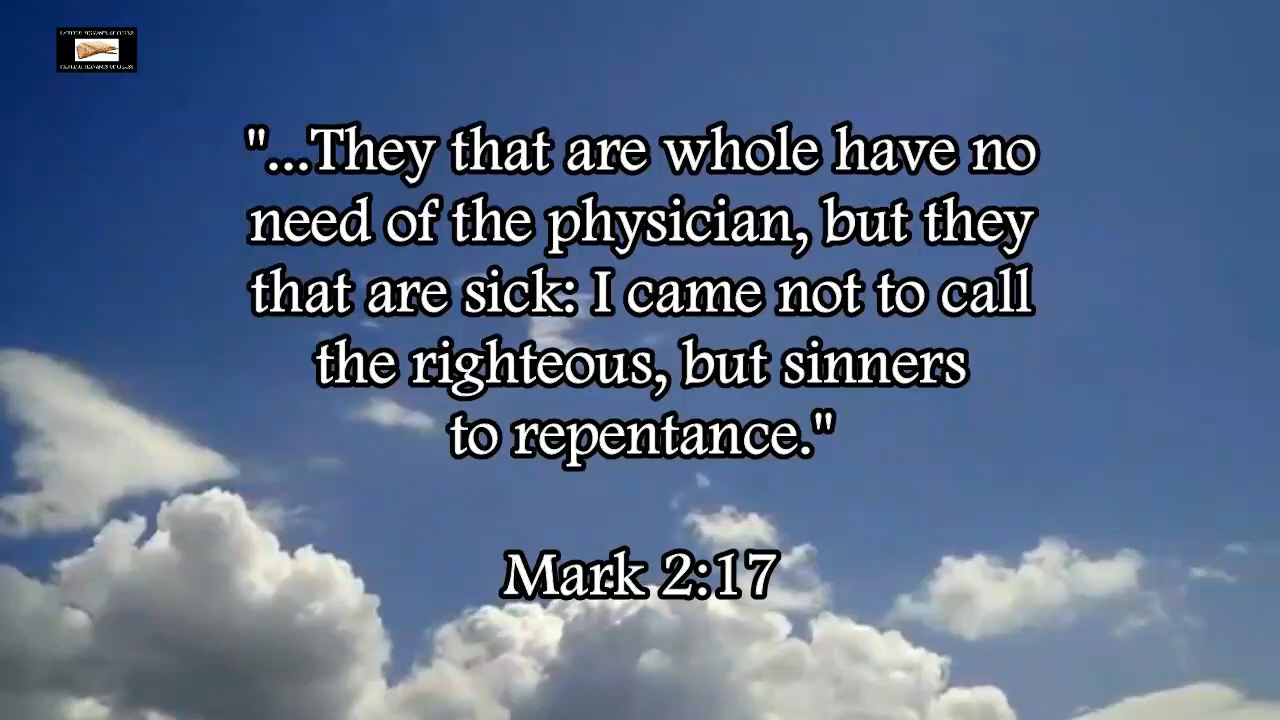 "...They that are whole have no
need of the physician, but they
that are sick: I came not to call
the righteous, but sinners
to repentance."
Mark 2:17